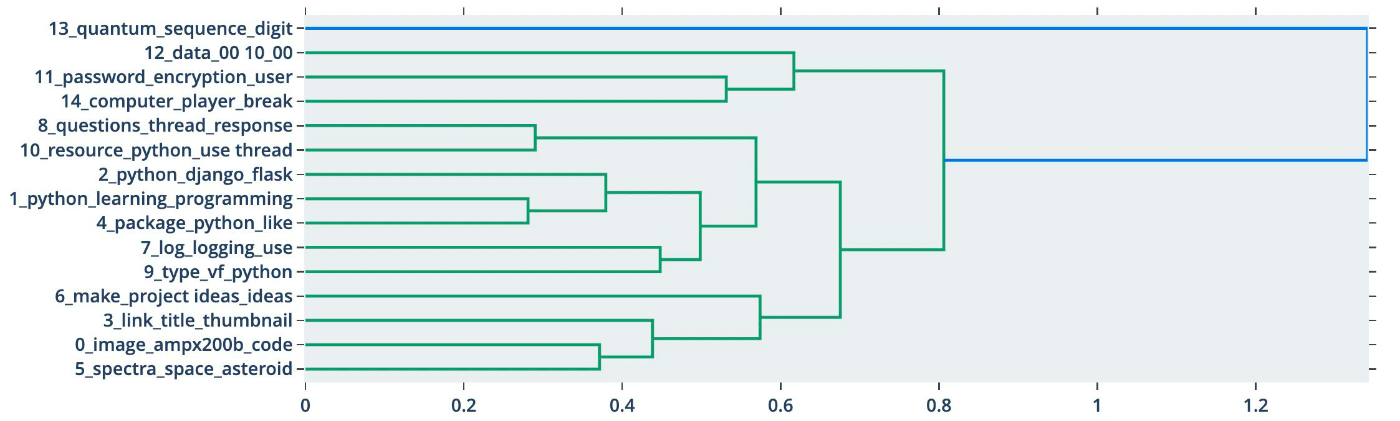 13_quantum_sequence_digit
12_data_00 10_00
11_password_encryption_user
14_computer_player_break
8_questions_thread_response
10_resource_python_use thread
2_python_django_flask
1_python_learning_programming
4_package_python_like
7_log_logging_use
9_type_vf_python
6_make_project ideas_ideas
3_link_title_thumbnail
0_image_ampx200b_code
5_spectra_space_asteroid
0 0.2 0.4 0.6 0.8 1 1.2